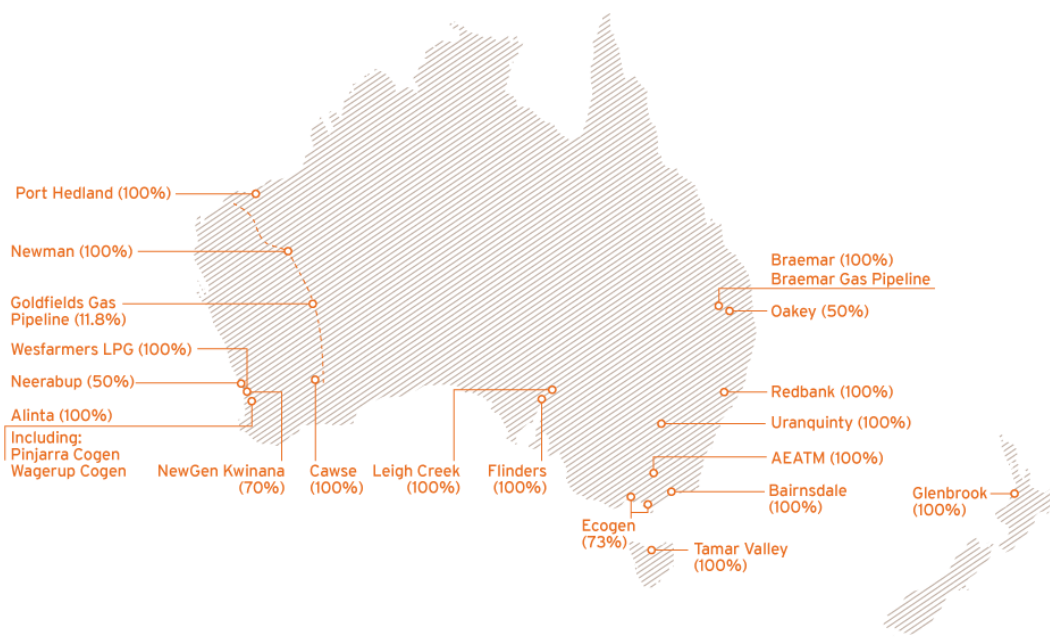 Port Hedland (100%)
Newman (100%)
Goldfields Gas
Pipeline (11.8%)
Wesfarmers LPG (100%)
Neerabup (50%)
Alinta (100%)
Including:
Pinjarra Cogen
Wagerup Cogen
NewGen Kwinana
(70%)
Cawse
(100%)
Leigh Creek
(100%)
Flinders
(100%)
Braemar (100%)
Braemar Gas Pipeline
Oakey (50%)
Redbank (100%)
Uranquinty (100%)
AEATM (100%)
Bairnsdale
(100%)
Ecogen
(73%)
Tamar Valley
(100%)
Glenbrook
(100%)